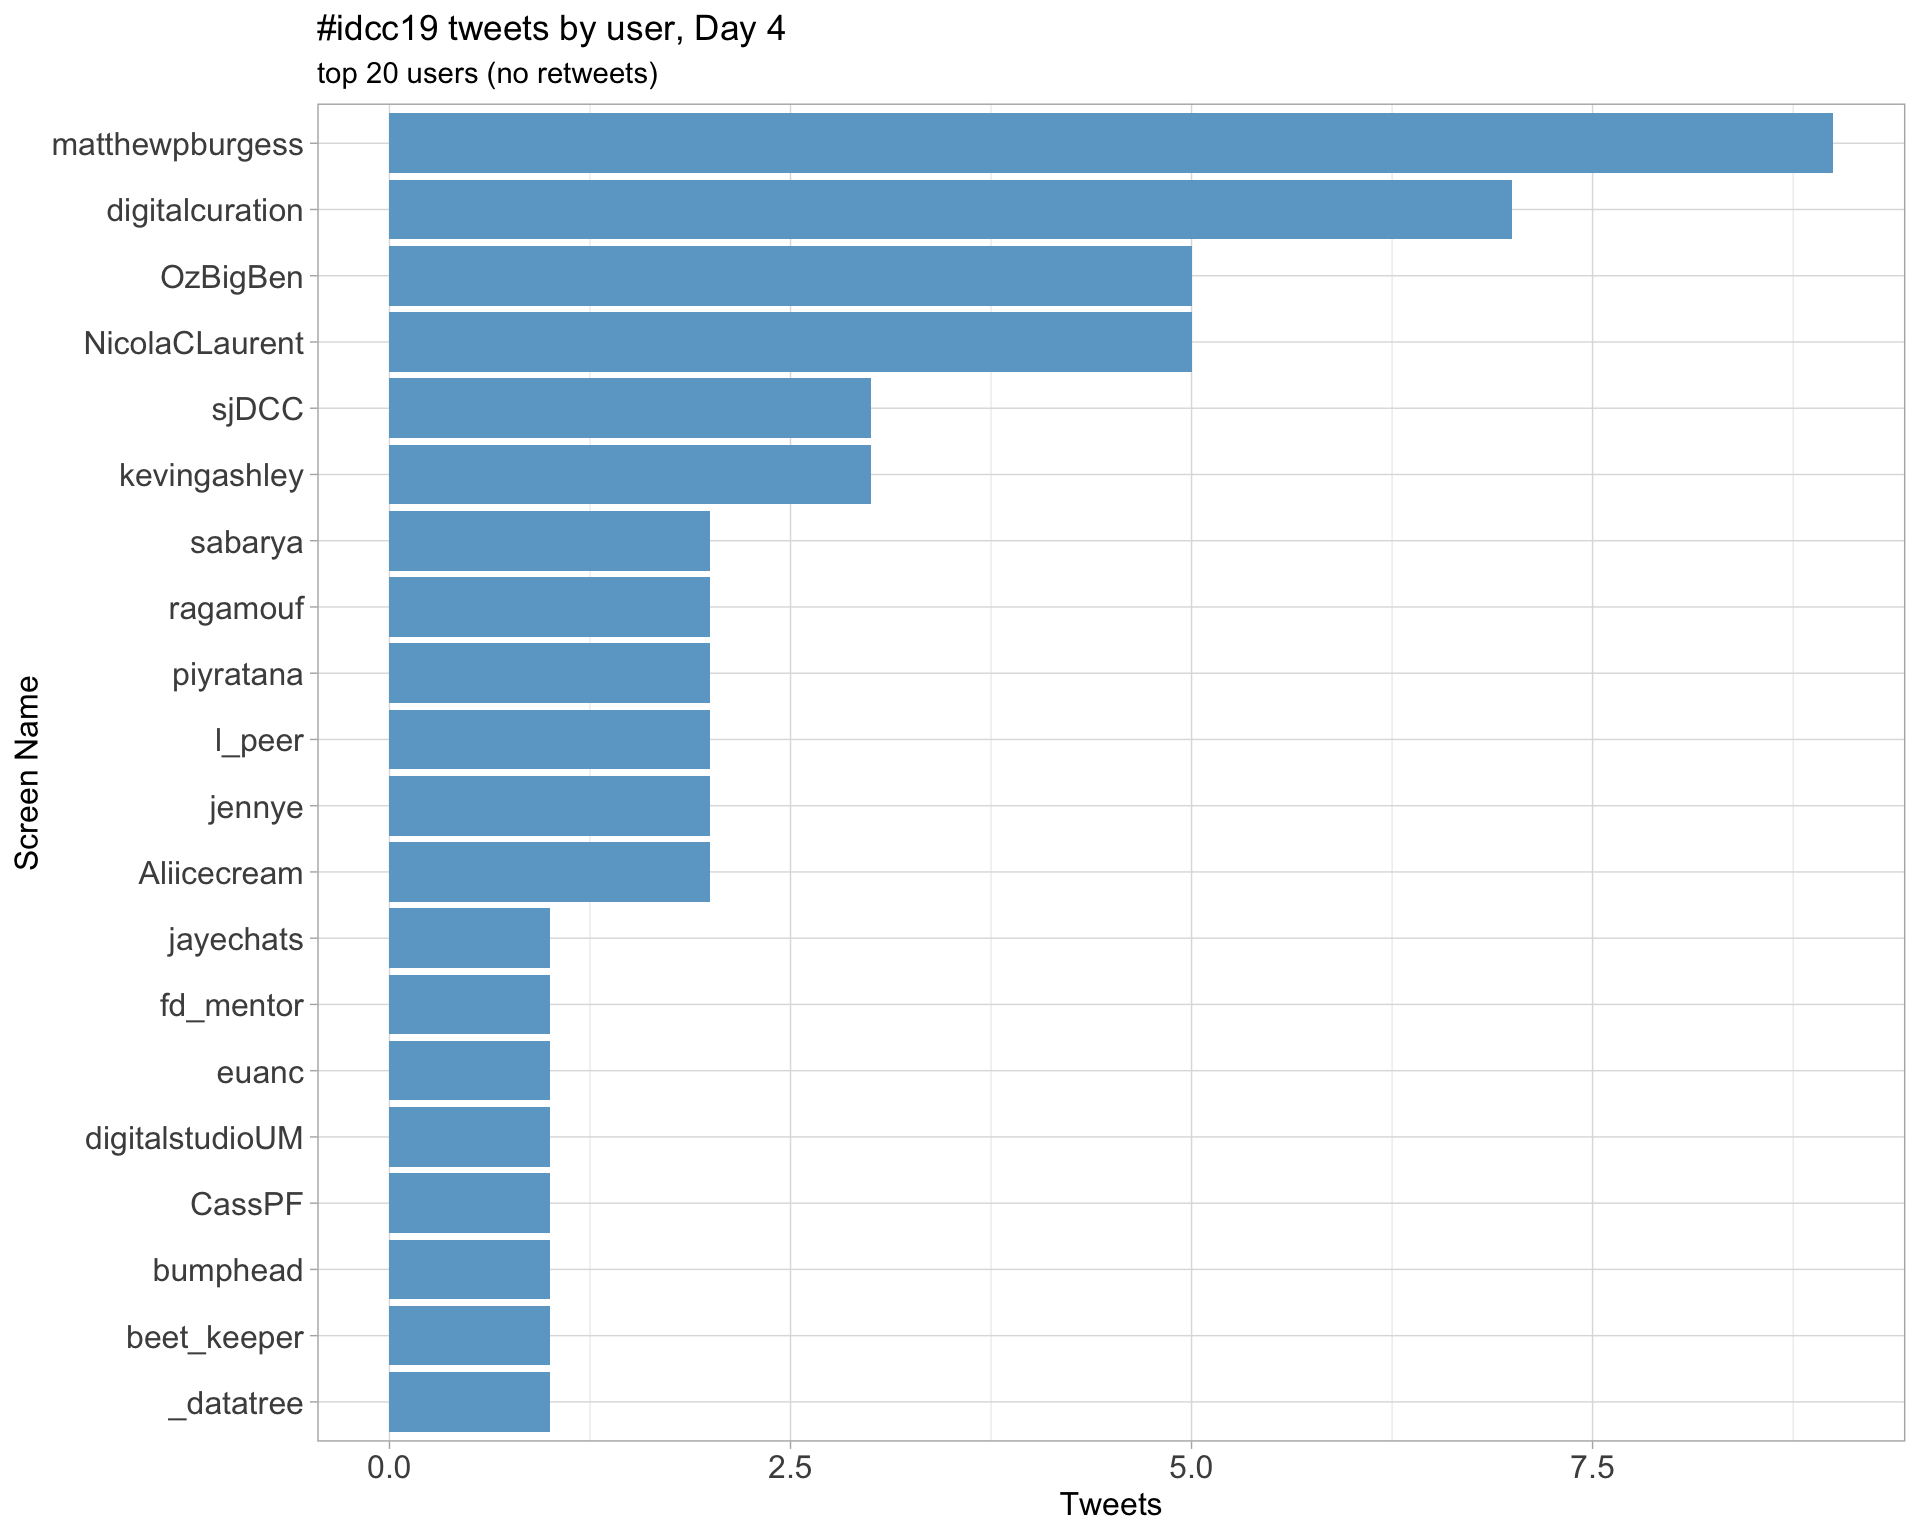 #idcc19 tweets by user, Day 4
top 20 users (no retweets)
matthewpburgess
digitalcuration
OzBigBen
NicolaCLaurent
sjDCC
kevingashley
sabarya
ragamouf
piyratana
l_peer
jennye
Aliicecream
jayechats
fd_mentor
euanc
digitalstudioUM
CassPF
bumphead
beet_keeper
_datatree
Screen Name
0.0 2.5 5.0 7.5
Tweets